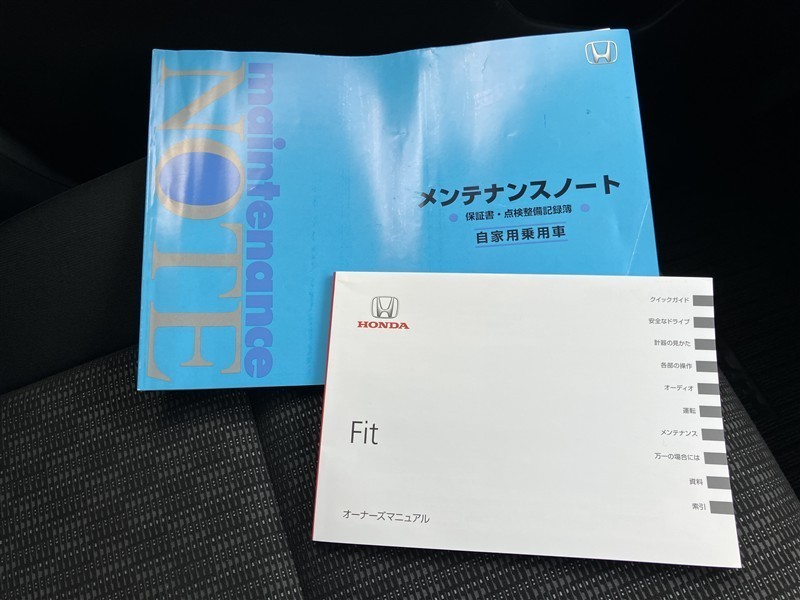 maintenance
NOTE
メンテナンスノート
保証書・点検整備記録簿
自家用乗用車
HONDA
Fit
オーナーズマニュアル
クイックガイド
安全なドライブ
計器の見かた
各部の操作
オーディオ
運転
メンテナンス
万一の場合には
資料
索引